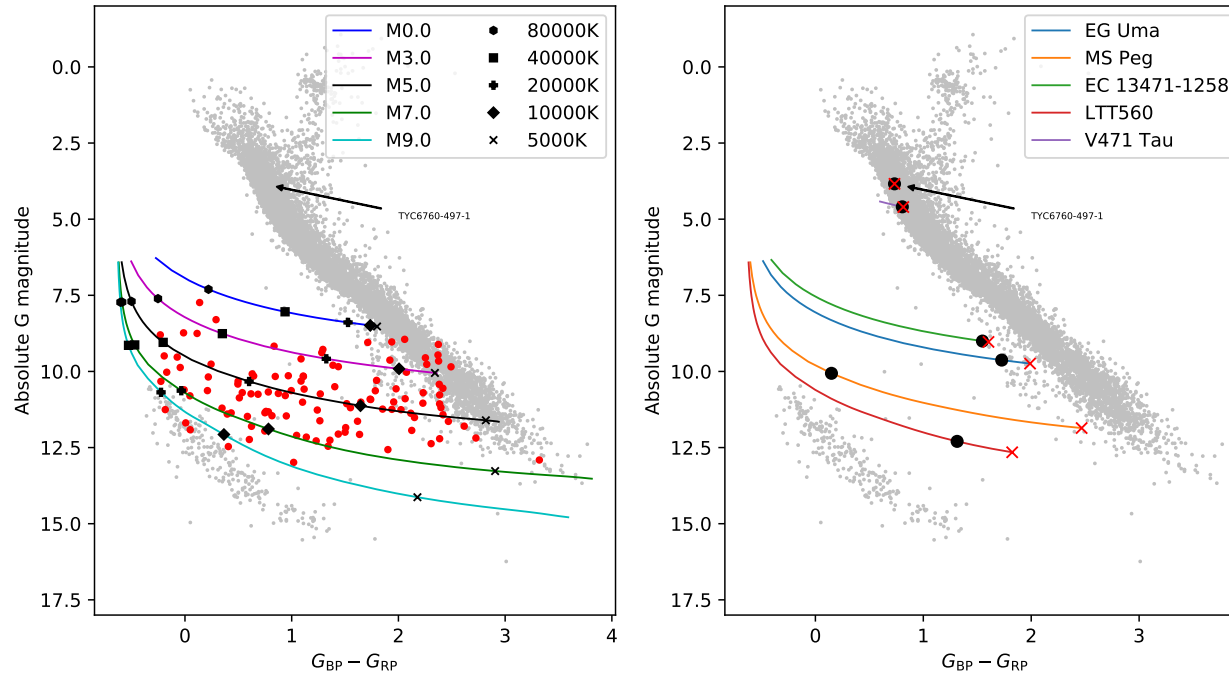 M0.0
M3.0
M5.0
M7.0
M9.0
80000K
40000K
20000K
10000K
5000K
TYC6760-497-1
0.0
2.5
5.0
7.5
10.0
12.5
15.0
17.5
Absolute G magnitude
0
1
2
3
4
G_BP − G_RP
EG Uma
MS Peg
EC 13471-1258
LTT560
V471 Tau
TYC6760-497-1
0.0
2.5
5.0
7.5
10.0
12.5
15.0
17.5
Absolute G magnitude
0
1
2
3
G_BP − G_RP